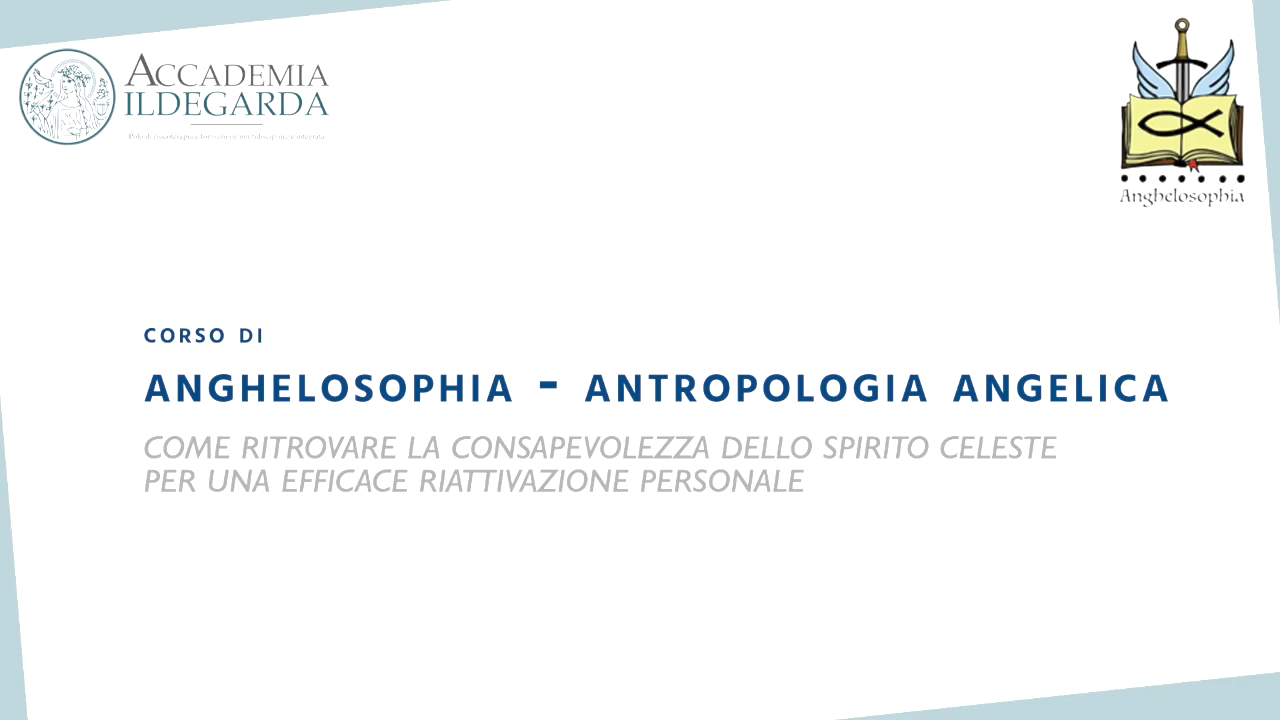 ACCADEMIA
ILDEGARDA
Anghelosophia
CORSO DI
ANGHELOSOPHIA - ANTROPOLOGIA ANGELICA
COME RITROVARE LA CONSAPEVOLEZZA DELLO SPIRITO CELESTE
PER UNA EFFICACE RIATTIVAZIONE PERSONALE